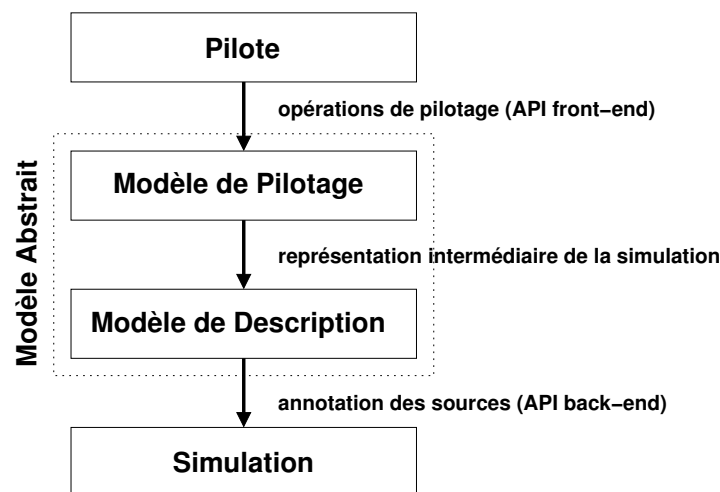 Pilote
opérations de pilotage (API front−end)
Modèle Abstrait
Modèle de Pilotage
représentation intermédiaire de la simulation
Modèle de Description
annotation des sources (API back−end)
Simulation